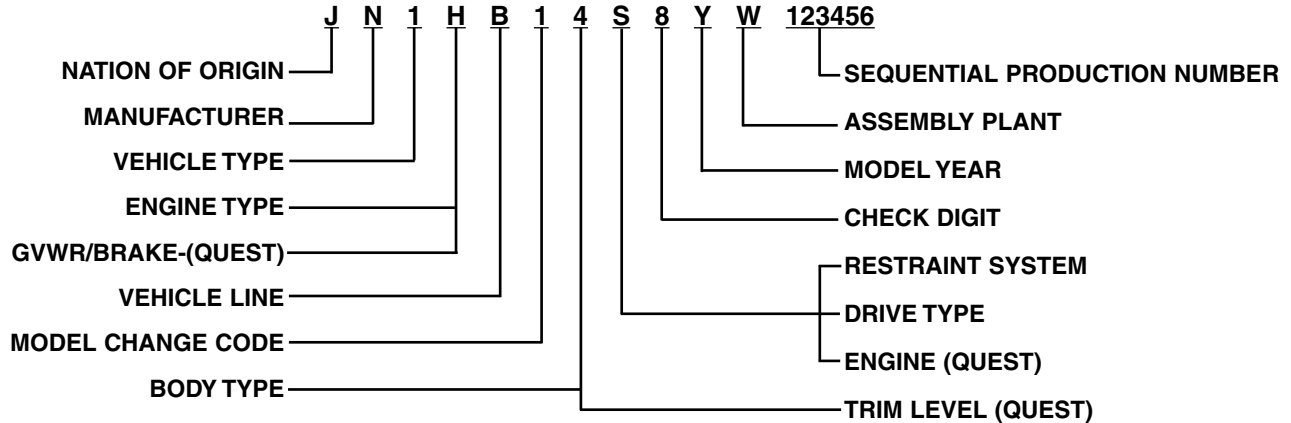 J N 1 H B 1 4 S 8 Y W 123456
NATION OF ORIGIN
SEQUENTIAL PRODUCTION NUMBER
MANUFACTURER
ASSEMBLY PLANT
VEHICLE TYPE
MODEL YEAR
ENGINE TYPE
CHECK DIGIT
GVWR/BRAKE-(QUEST)
RESTRAINT SYSTEM
VEHICLE LINE
DRIVE TYPE
MODEL CHANGE CODE
ENGINE (QUEST)
BODY TYPE
TRIM LEVEL (QUEST)